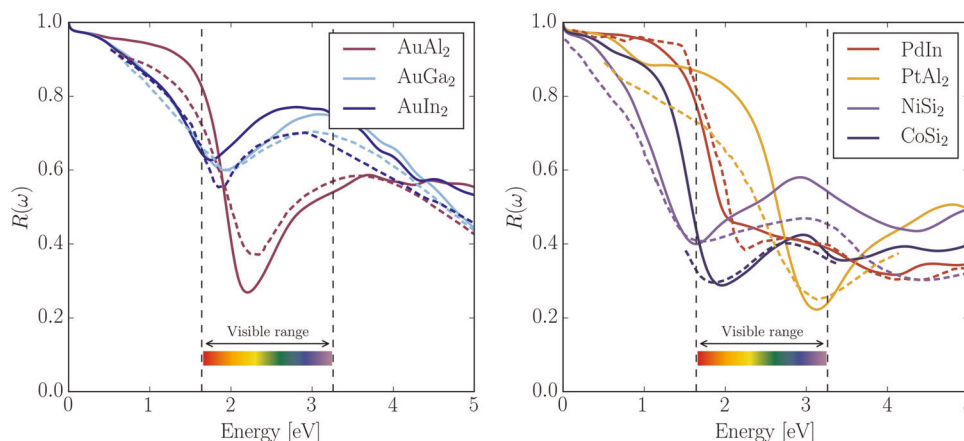 1.0
0.8
0.6
0.4
0.2
0.0
R(ω)
AuAl₂
AuGa₂
AuIn₂
Visible range
0 1 2 3 4 5
Energy [eV]
1.0
0.8
0.6
0.4
0.2
0.0
R(ω)
PdIn
PtAl₂
NiSi₂
CoSi₂
Visible range
0 1 2 3 4 5
Energy [eV]